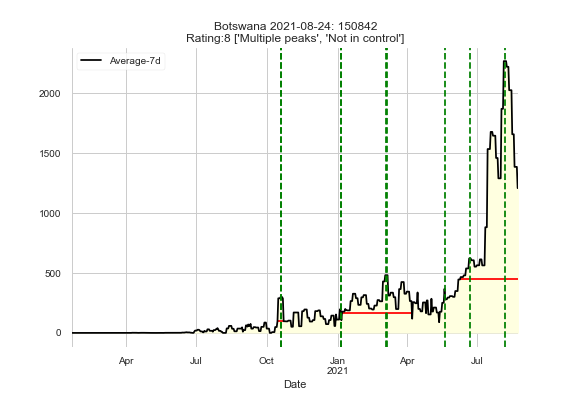 Botswana 2021-08-24: 150842
Rating:8 ['Multiple peaks', 'Not in control']
Average-7d
2000
1500
1000
500
0
Apr
Jul
Oct
Jan
2021
Apr
Jul
Date